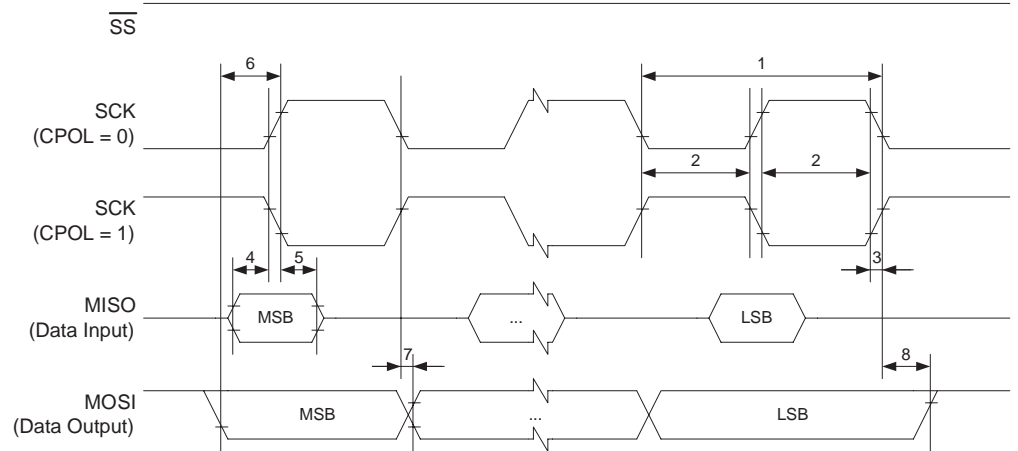 SS
6
1
SCK
(CPOL = 0)
2
2
SCK
(CPOL = 1)
4
5
3
MISO
(Data Input)
MSB
...
LSB
7
8
MOSI
(Data Output)
MSB
...
LSB